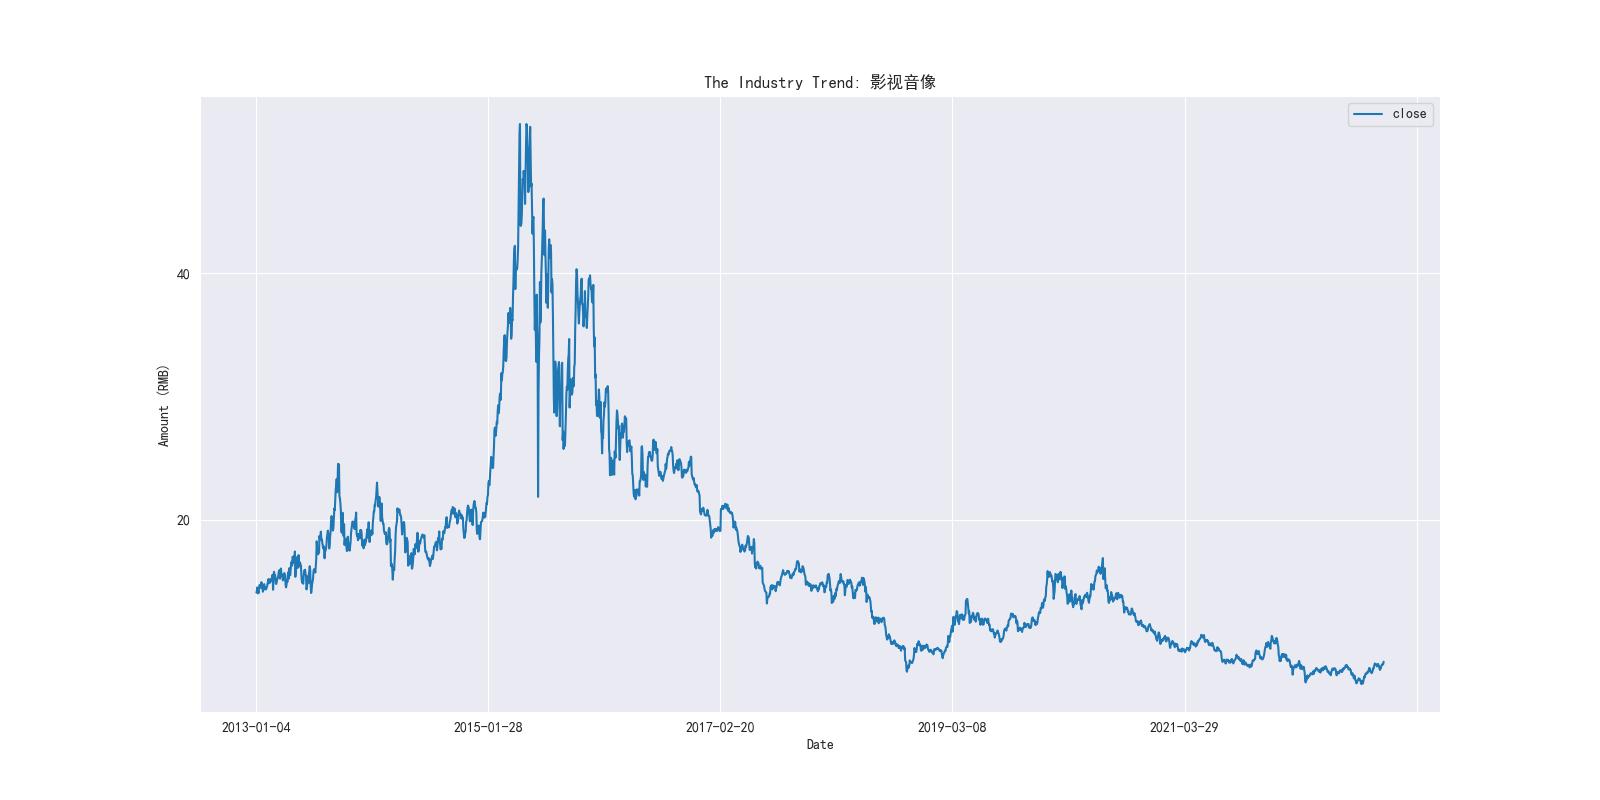 The Industry Trend: 影视音像
close
40
20
Amount (RMB)
2013-01-04
2015-01-28
2017-02-20
2019-03-08
2021-03-29
Date